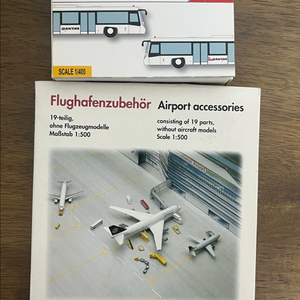 QANTAS
QANTAS
SCALE 1/400
Flughafenzubehör Airport accessories
19-teilig,
ohne Flugzeugmodelle
Maßstab 1:500
consisting of 19 parts,
without aircraft models
Scale 1:500